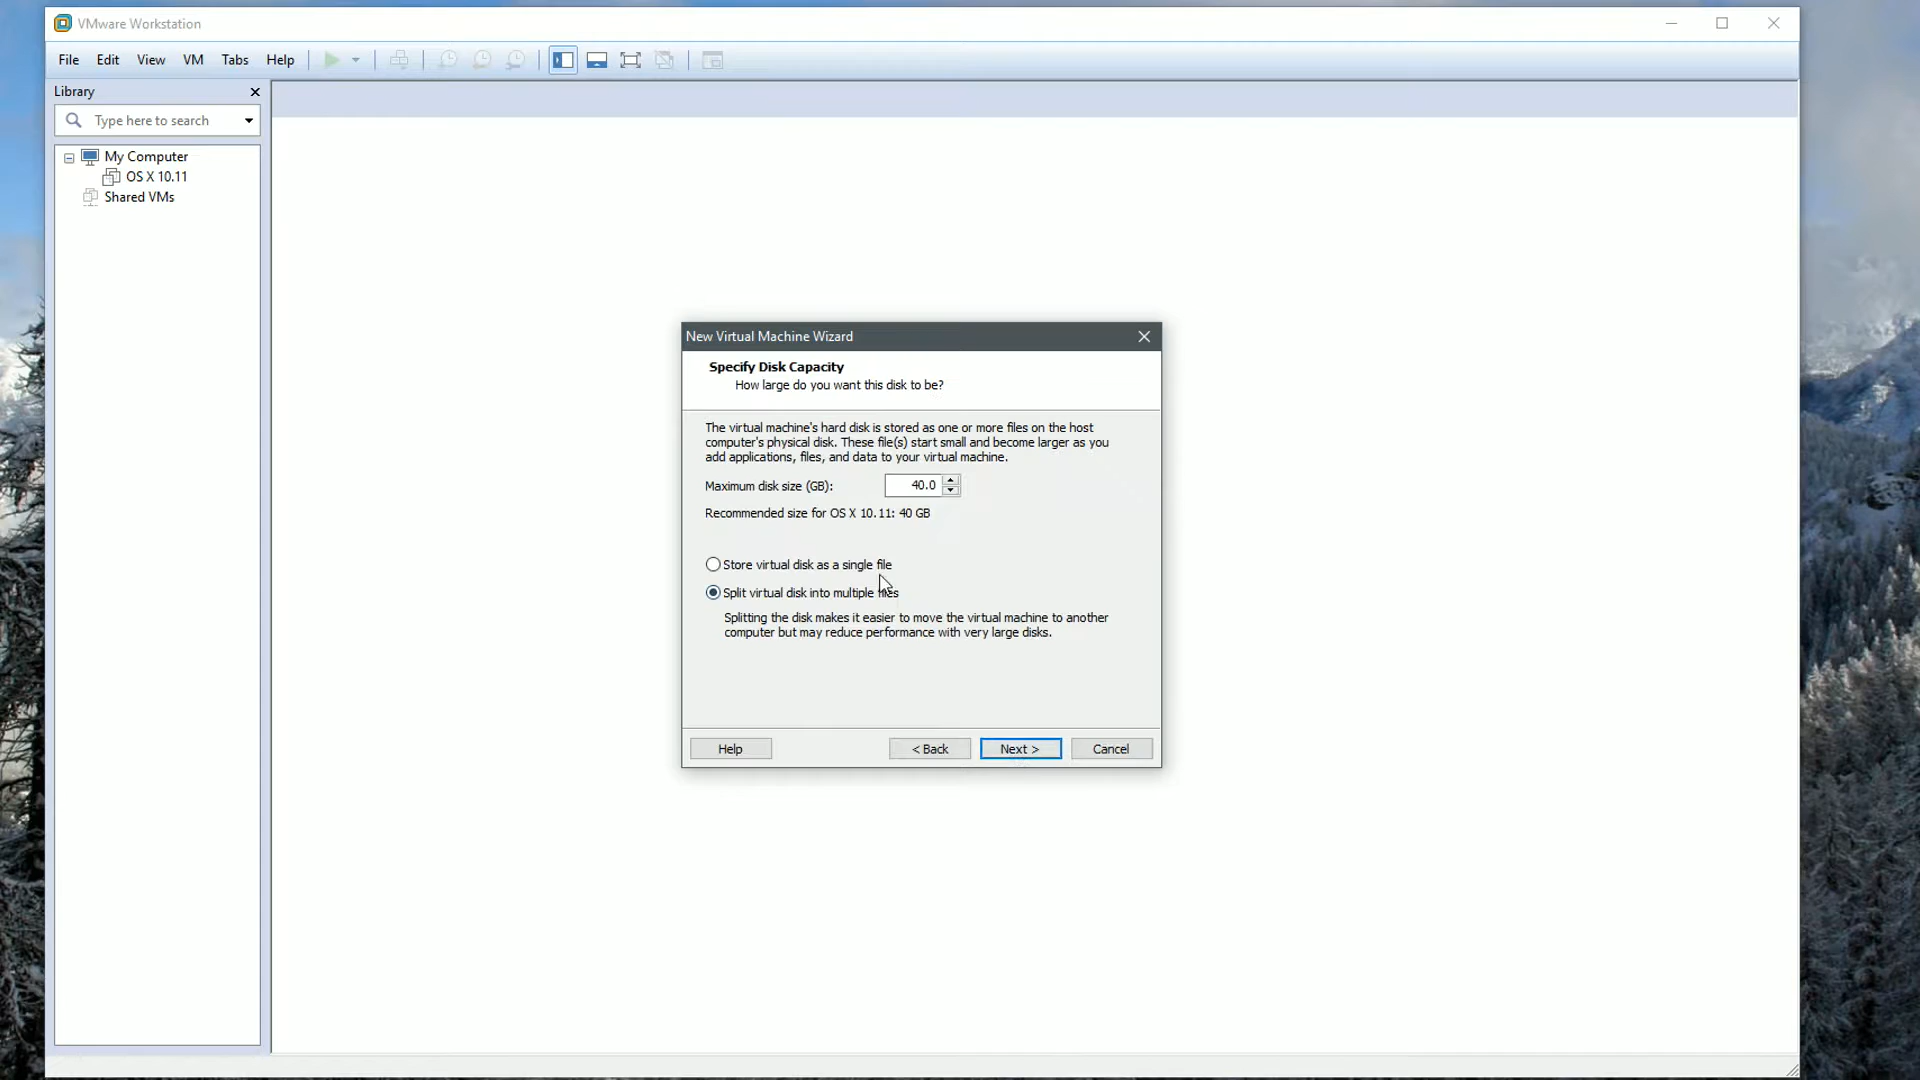 VMware Workstation
File Edit View VM Tabs Help
Library
Type here to search
My Computer
OS X 10.11
Shared VMs
New Virtual Machine Wizard
Specify Disk Capacity
How large do you want this disk to be?
The virtual machine's hard disk is stored as one or more files on the host
computer's physical disk. These file(s) start small and become larger as you
add applications, files, and data to your virtual machine.
Maximum disk size (GB): 40.0
Recommended size for OS X 10.11: 40 GB
Store virtual disk as a single file
Split virtual disk into multiple files
Splitting the disk makes it easier to move the virtual machine to another
computer but may reduce performance with very large disks.
Help < Back Next > Cancel